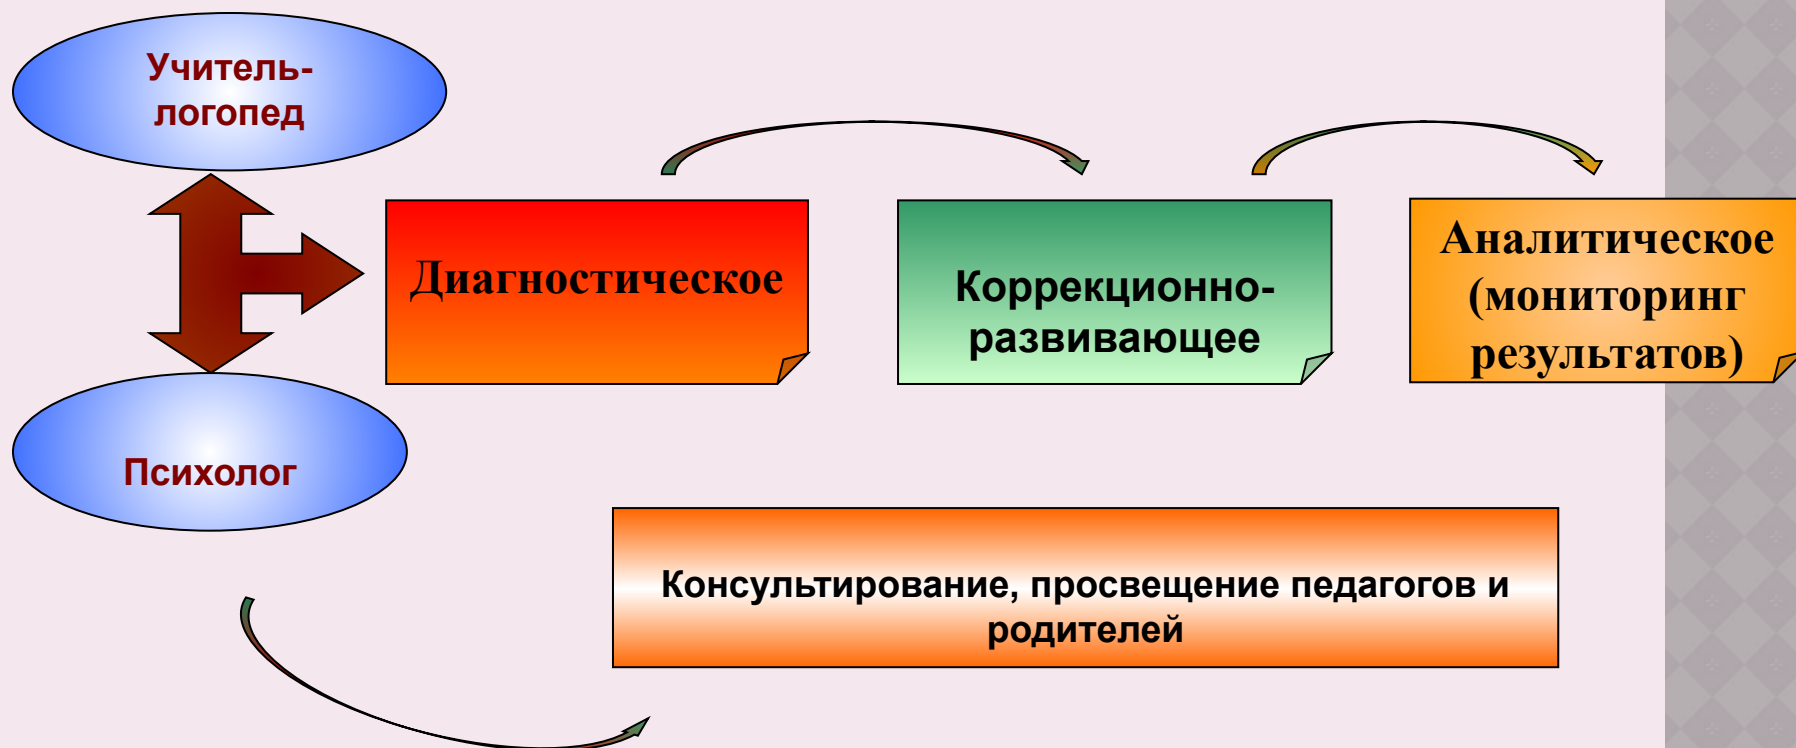 Учитель-
логопед
Диагностическое
Коррекционно-
развивающее
Аналитическое
(мониторинг
результатов)
Психолог
Консультирование, просвещение педагогов и
родителей